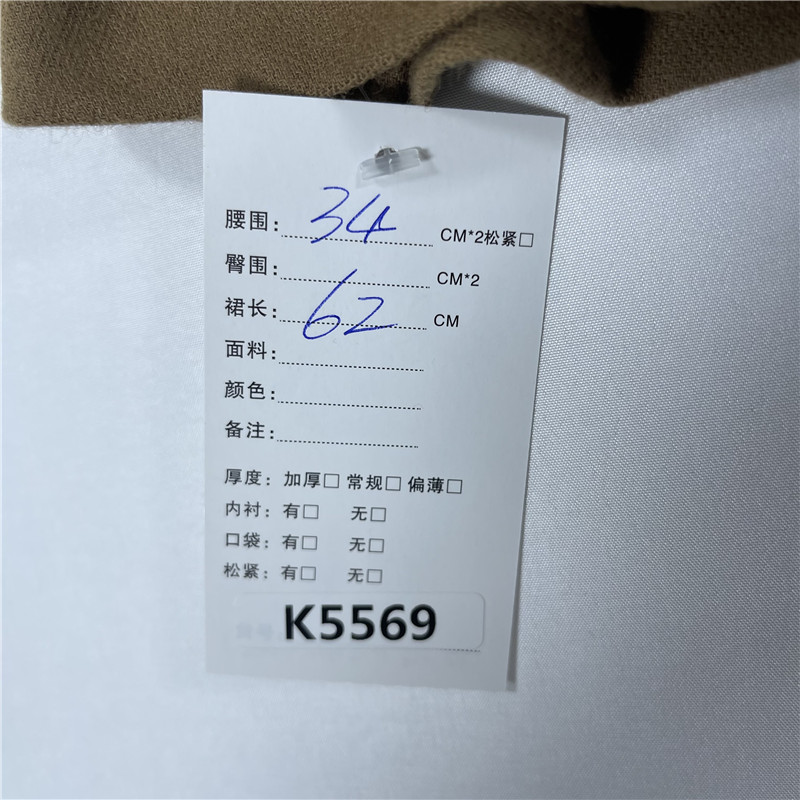 腰围: 34 CM*2松紧□
臀围: CM*2
裙长: 62 CM
面料:
颜色:
备注:
厚度: 加厚□ 常规□ 偏薄□
内衬: 有□ 无□
口袋: 有□ 无□
松紧: 有□ 无□
K5569